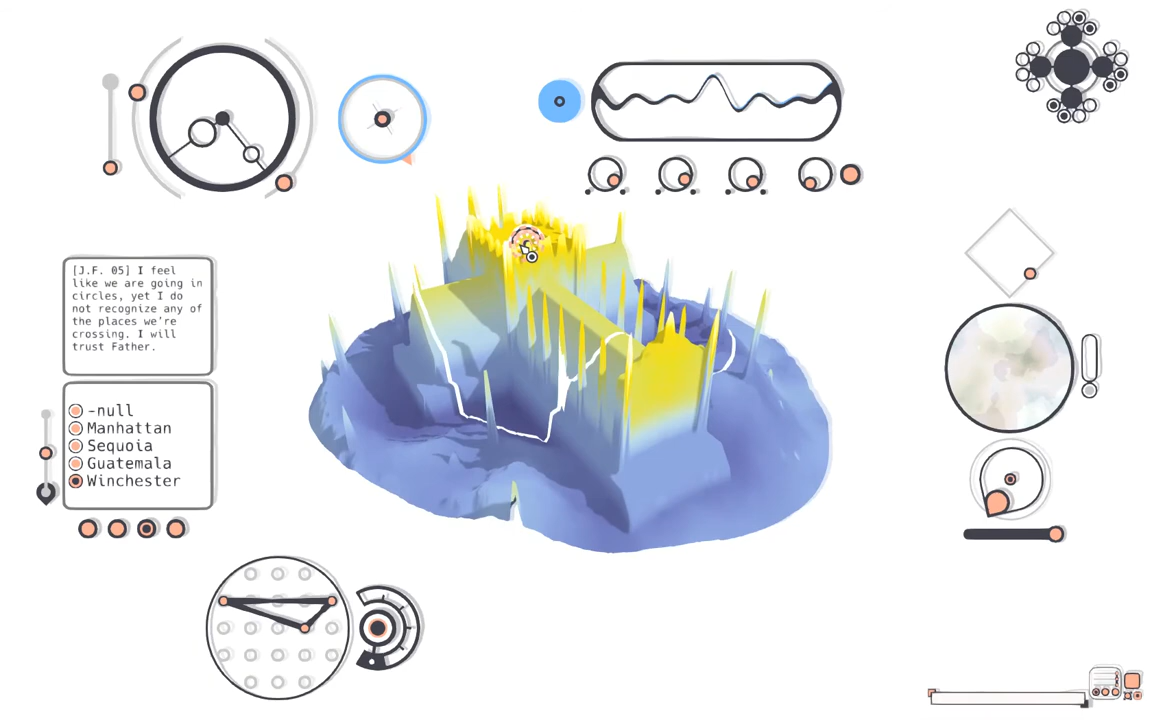 [J.F. 05] I feel
like we are going in
circles, yet I do
not recognize any of
the places we're
crossing. I will
trust Father.
-null
Manhattan
Sequoia
Guatemala
Winchester